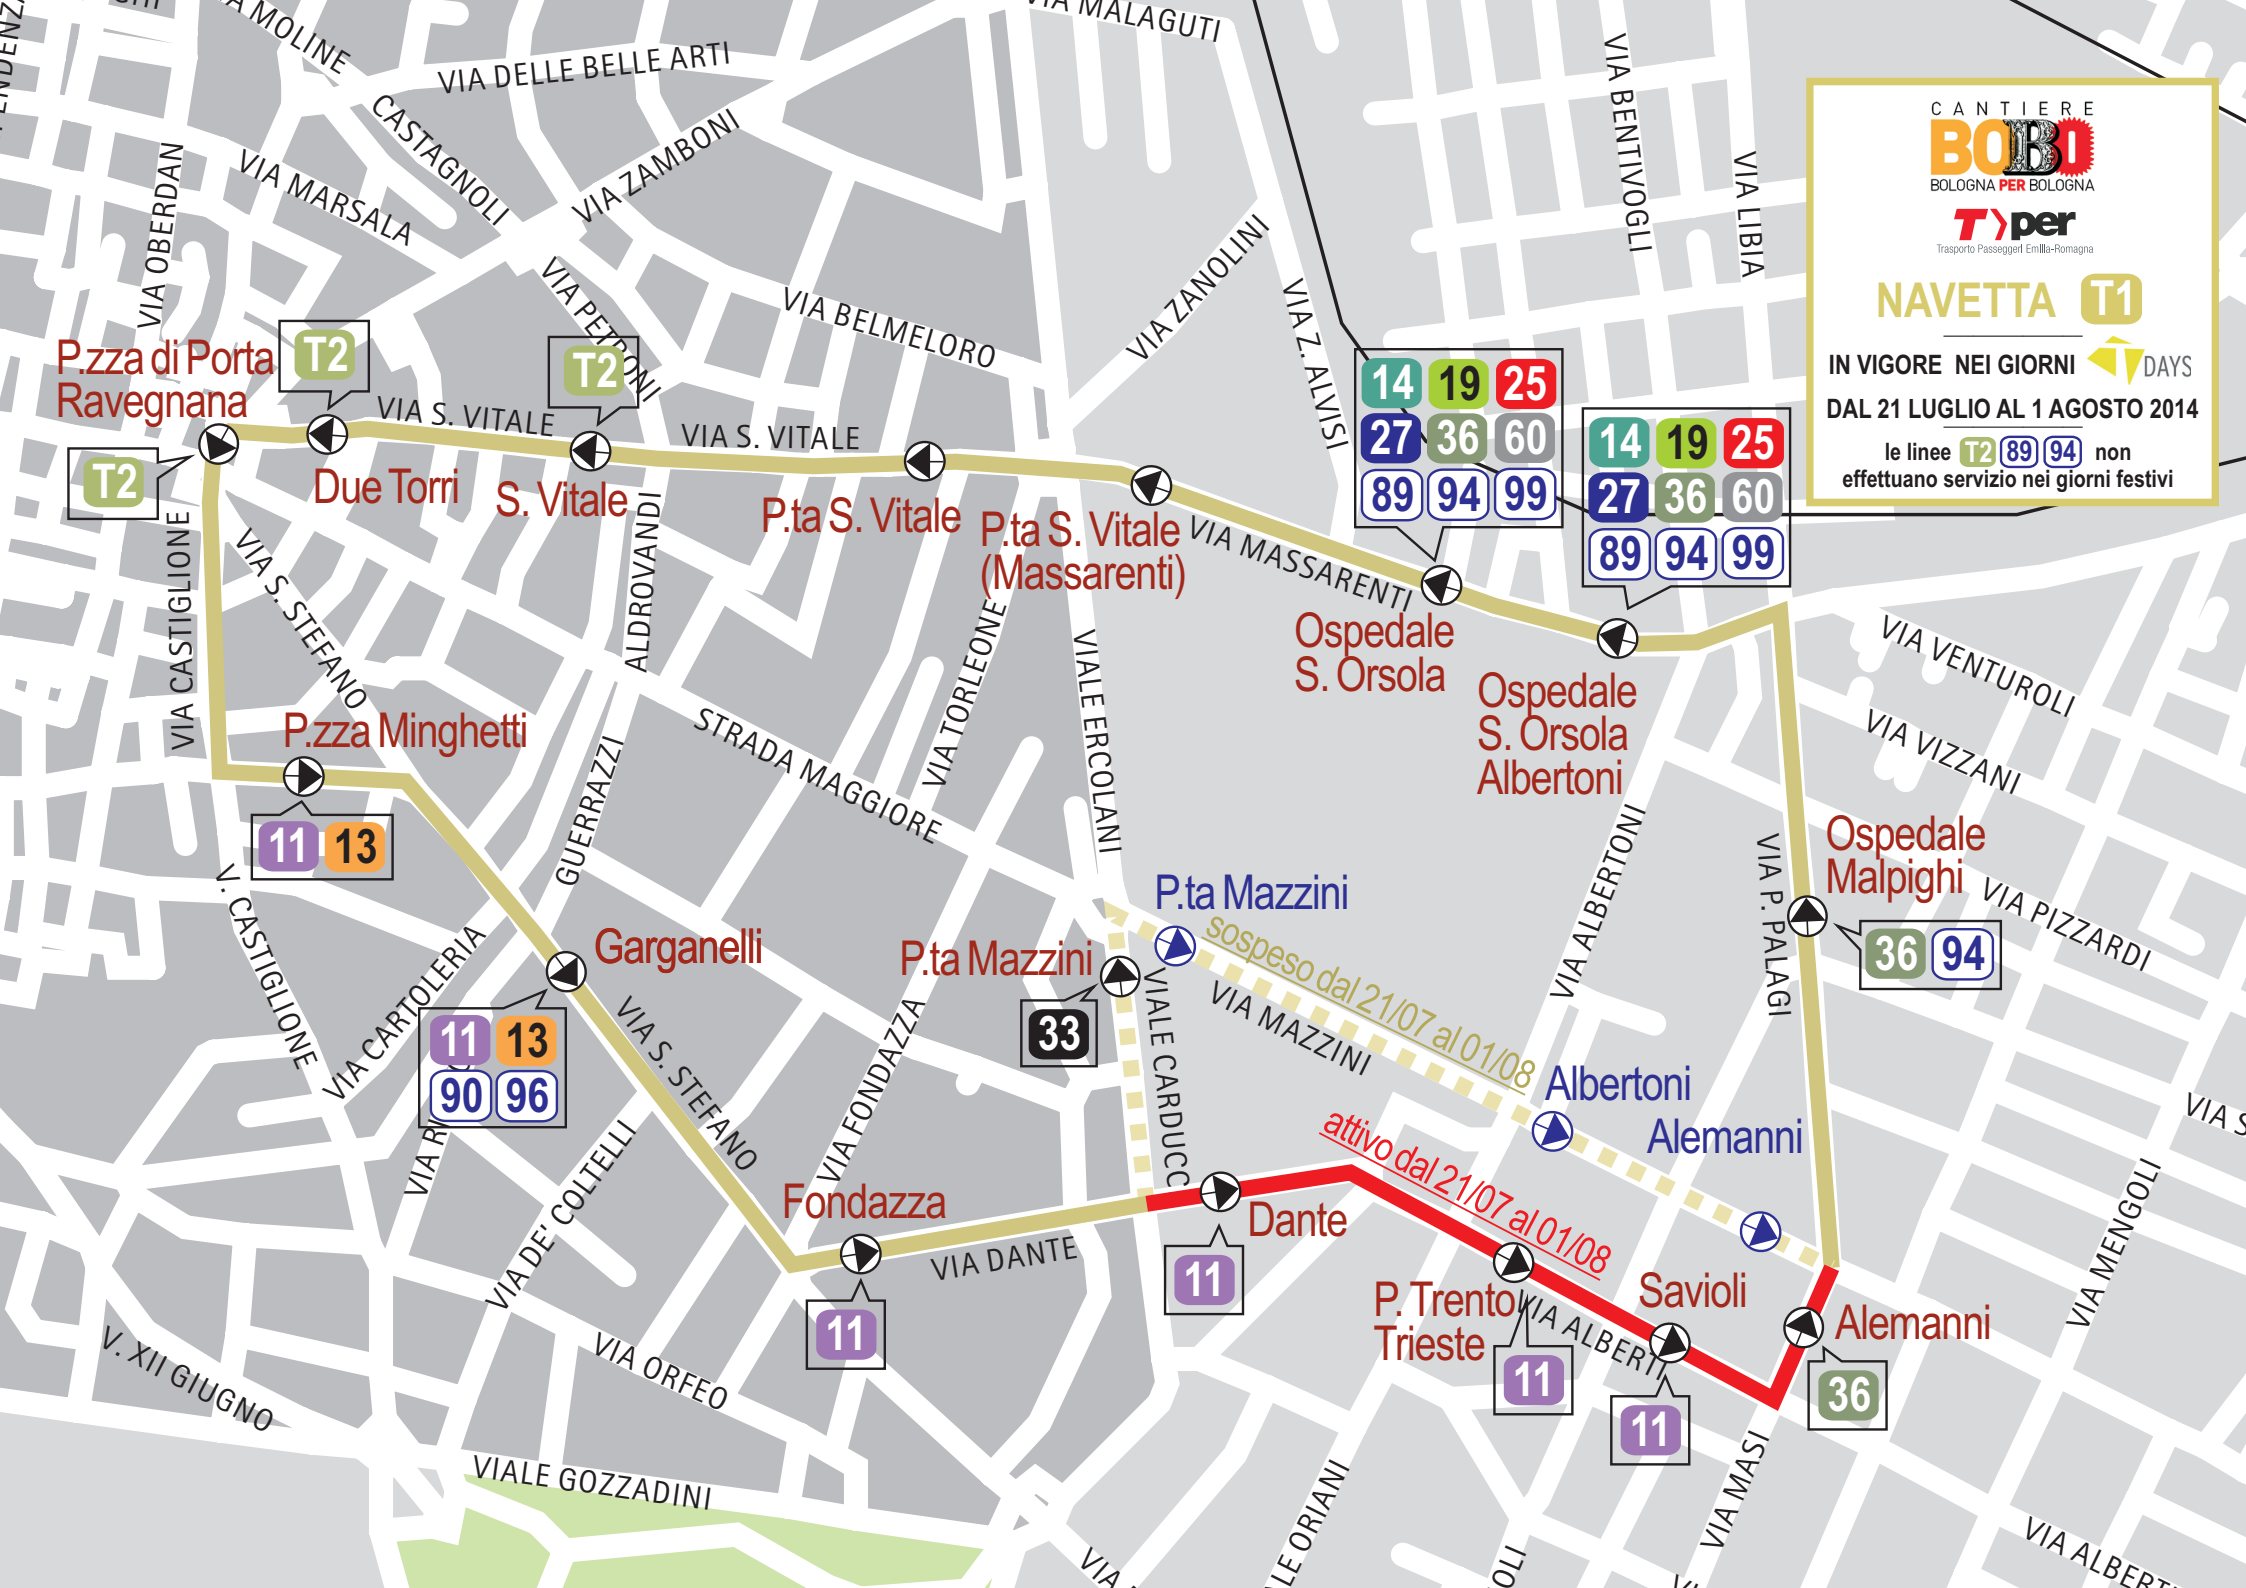 VIA MOLINE
VIA DELLE BELLE ARTI
VIA MALAGUTI
CASTAGNOLI
VIA ZAMBONI
VIA MARSALA
VIA OBERDAN
VIA PETRONI
VIA BELMELORO
VIA ZANOLINI
VIA Z. ALVISI
VIA BENTIVOGLI
VIA LIBIA
CANTIERE
BOBO
BOLOGNA PER BOLOGNA
Tper
Trasporto Passeggeri Emilia-Romagna
NAVETTA T1
IN VIGORE NEI GIORNI T DAYS
DAL 21 LUGLIO AL 1 AGOSTO 2014
le linee T2 89 94 non
effettuano servizio nei giorni festivi
P.zza di Porta
Ravegnana
T2
T2
T2
Due Torri
S. Vitale
VIA S. VITALE
VIA S. VITALE
P.ta S. Vitale
P.ta S. Vitale
(Massarenti)
VIA MASSARENTI
14 19 25
27 36 60
89 94 99
14 19 25
27 36 60
89 94 99
Ospedale
S. Orsola
Ospedale
S. Orsola
Albertoni
VIA CASTIGLIONE
VIA S. STEFANO
ALDROVANDI
VIA TORLEONE
VIALE ERCOLANI
VIA VENTUROLI
VIA VIZZANI
P.zza Minghetti
11 13
GUERRAZZI
STRADA MAGGIORE
V. CASTIGLIONE
VIA CARTOLERIA
Garganelli
11 13
90 96
VIA S. STEFANO
VIA FONDAZZA
P.ta Mazzini
33
P.ta Mazzini
sospeso dal 21/07 al 01/08
VIA MAZZINI
VIALE CARDUCCI
VIA ALBERTONI
VIA P. PALAGI
Ospedale
Malpighi
36 94
VIA PIZZARDI
Albertoni
Alemanni
VIA DE' COLTELLI
Fondazza
11
VIA DANTE
Dante
11
attivo dal 21/07 al 01/08
P. Trento
Trieste
11
VIA ALBERTI
Savioli
11
Alemanni
36
VIA MENGOLI
V. XII GIUGNO
VIA ORFEO
VIALE GOZZADINI
VIA MASI
VIA
OLI